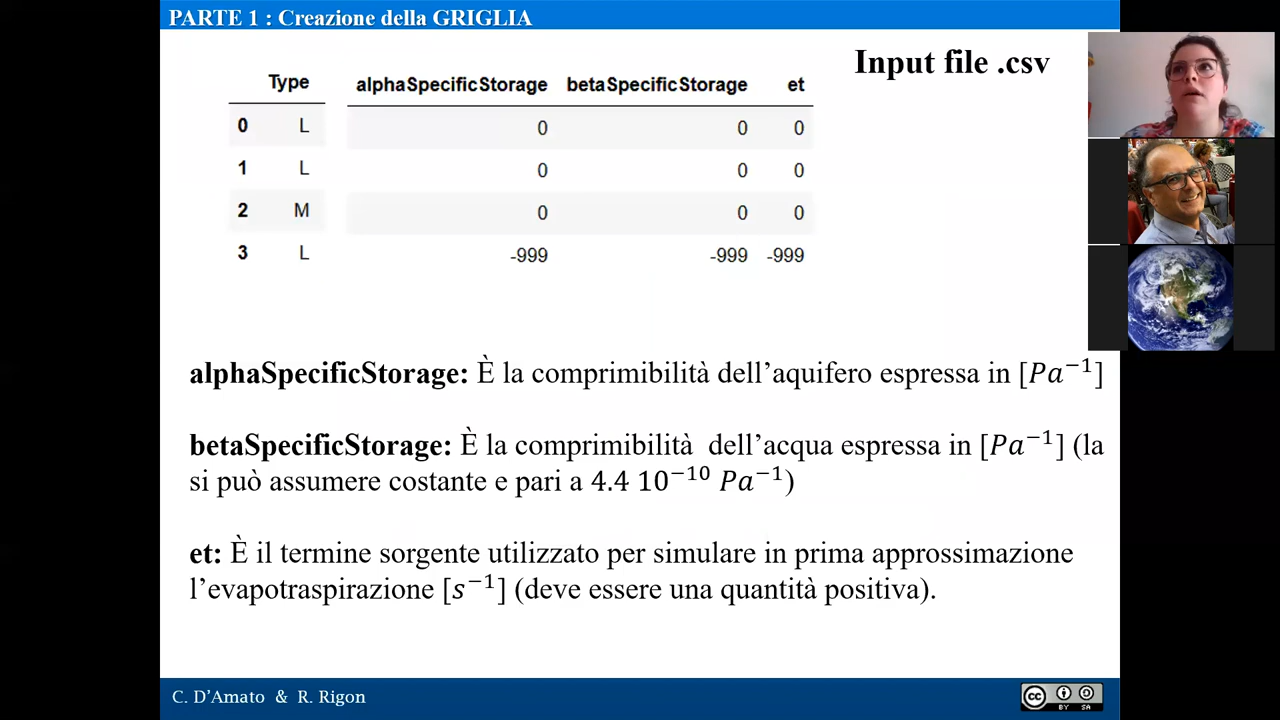 PARTE 1 : Creazione della GRIGLIA
Input file .csv
Type alphaSpecificStorage betaSpecificStorage et
0 L 0 0 0
1 L 0 0 0
2 M 0 0 0
3 L -999 -999 -999
alphaSpecificStorage: È la comprimibilità dell’aquifero espressa in [Pa⁻¹]
betaSpecificStorage: È la comprimibilità dell’acqua espressa in [Pa⁻¹] (la
si può assumere costante e pari a 4.4 10⁻¹⁰ Pa⁻¹)
et: È il termine sorgente utilizzato per simulare in prima approssimazione
l’evapotraspirazione [s⁻¹] (deve essere una quantità positiva).
C. D’Amato & R. Rigon
cc BY SA